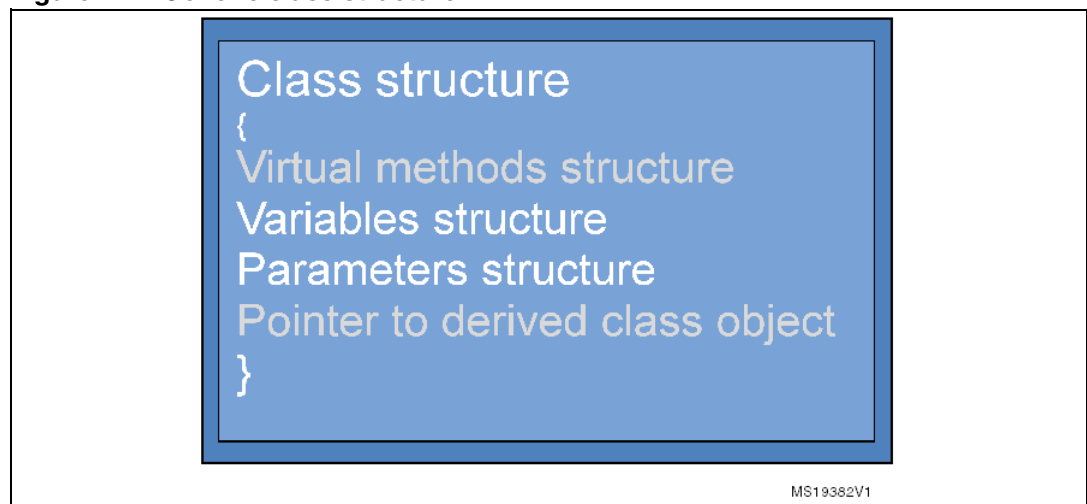 Class structure
{
Virtual methods structure
Variables structure
Parameters structure
Pointer to derived class object
}
MS19382V1